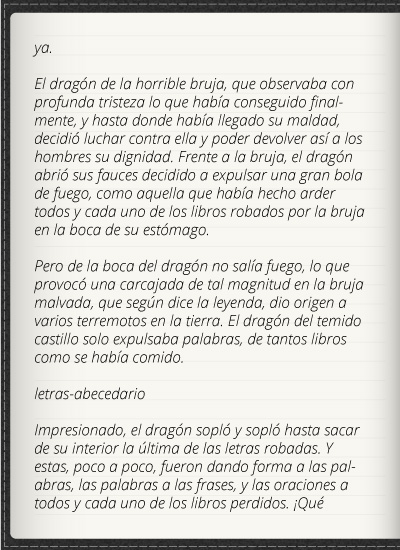 ya.
El dragón de la horrible bruja, que observaba con
profunda tristeza lo que había conseguido final-
mente, y hasta donde había llegado su maldad,
decidió luchar contra ella y poder devolver así a los
hombres su dignidad. Frente a la bruja, el dragón
abrió sus fauces decidido a expulsar una gran bola
de fuego, como aquella que había hecho arder
todos y cada uno de los libros robados por la bruja
en la boca de su estómago.
Pero de la boca del dragón no salía fuego, lo que
provocó una carcajada de tal magnitud en la bruja
malvada, que según dice la leyenda, dio origen a
varios terremotos en la tierra. El dragón del temido
castillo solo expulsaba palabras, de tantos libros
como se había comido.
letras-abecedario
Impresionado, el dragón sopló y sopló hasta sacar
de su interior la última de las letras robadas. Y
estas, poco a poco, fueron dando forma a las pal-
abras, las palabras a las frases, y las oraciones a
todos y cada uno de los libros perdidos. ¡Qué